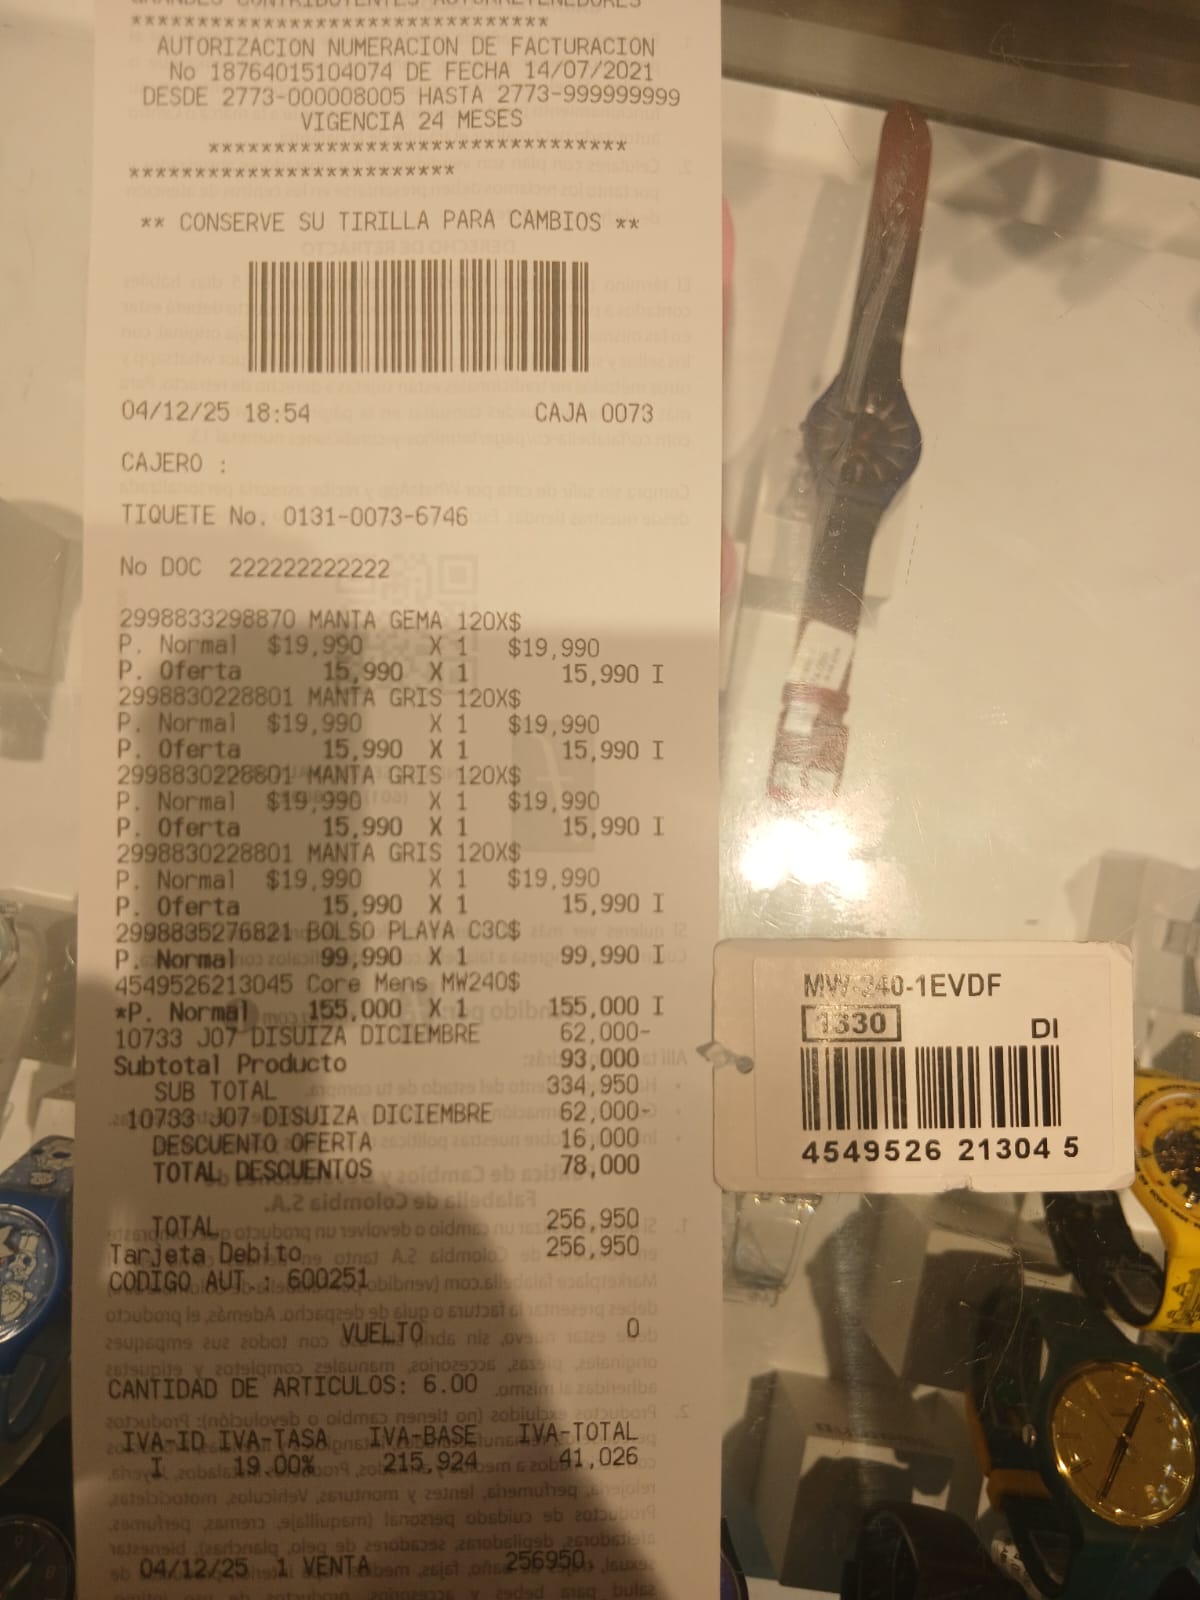 GRANDES CONTRIBUYENTES AUTORRETENEDORES
********************************
AUTORIZACION NUMERACION DE FACTURACION
No 18764015104074 DE FECHA 14/07/2021
DESDE 2773-000008005 HASTA 2773-999999999
VIGENCIA 24 MESES
********************************
*************************
** CONSERVE SU TIRILLA PARA CAMBIOS **
04/12/25 18:54 CAJA 0073
CAJERO :
TIQUETE No. 0131-0073-6746
No DOC 222222222222
2998833298870 MANTA GEMA 120X$
P. Normal $19,990 X 1 $19,990
P. Oferta 15,990 X 1 15,990 I
2998830228801 MANTA GRIS 120X$
P. Normal $19,990 X 1 $19,990
P. Oferta 15,990 X 1 15,990 I
2998830228801 MANTA GRIS 120X$
P. Normal $19,990 X 1 $19,990
P. Oferta 15,990 X 1 15,990 I
2998830228801 MANTA GRIS 120X$
P. Normal $19,990 X 1 $19,990
P. Oferta 15,990 X 1 15,990 I
2998835276821 BOLSO PLAYA C3C$
P. Normal 99,990 X 1 99,990 I
4549526213045 Core Mens MW240$
*P. Normal 155,000 X 1 155,000 I
10733 J07 DISUIZA DICIEMBRE 62,000-
Subtotal Producto 93,000
SUB TOTAL 334,950
10733 J07 DISUIZA DICIEMBRE 62,000-
DESCUENTO OFERTA 16,000
TOTAL DESCUENTOS 78,000
TOTAL 256,950
Tarjeta Debito 256,950
CODIGO AUT : 600251
VUELTO 0
CANTIDAD DE ARTICULOS: 6.00
IVA-ID IVA-TASA IVA-BASE IVA-TOTAL
I 19.00% 215,924 41,026
04/12/25 1 VENTA 256950
MW-240-1EVDF
1330 DI
4549526 21304 5